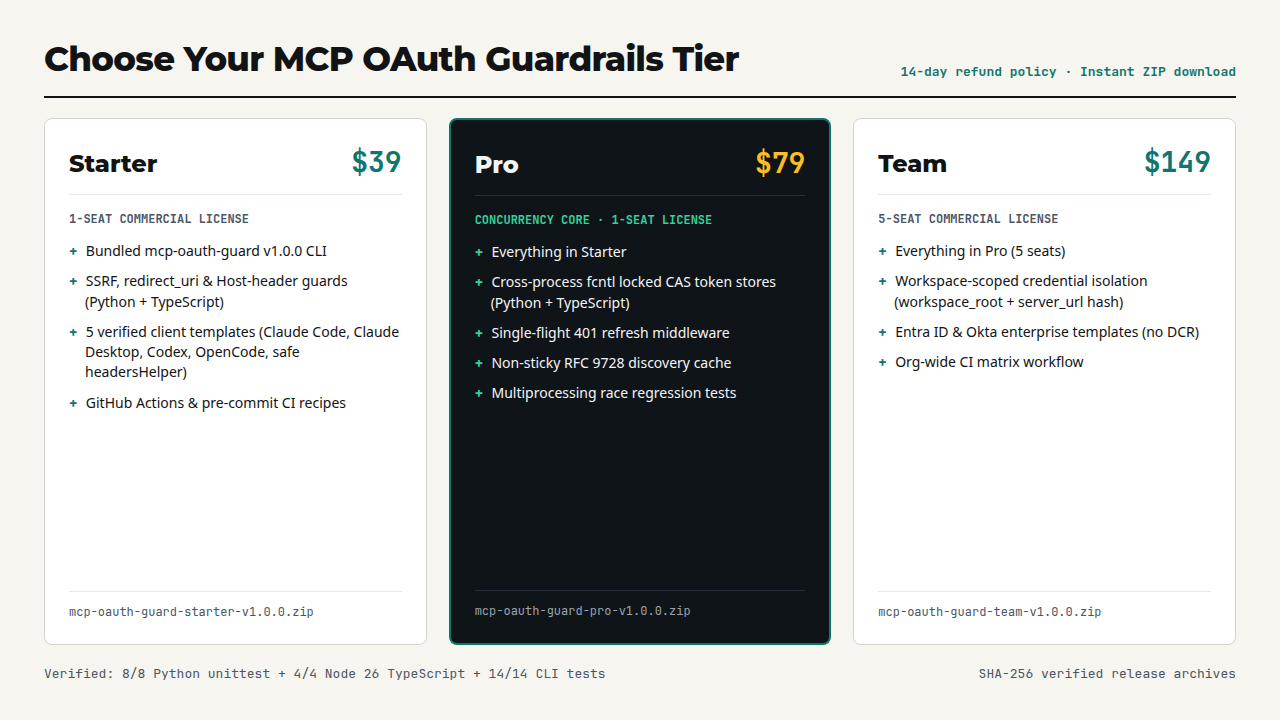 Choose Your MCP OAuth Guardrails Tier
14-day refund policy · Instant ZIP download
Starter
$39
1-SEAT COMMERCIAL LICENSE
+ Bundled mcp-oauth-guard v1.0.0 CLI
+ SSRF, redirect_uri & Host-header guards
(Python + TypeScript)
+ 5 verified client templates (Claude Code, Claude
Desktop, Codex, OpenCode, safe
headersHelper)
+ GitHub Actions & pre-commit CI recipes
mcp-oauth-guard-starter-v1.0.0.zip
Pro
$79
CONCURRENCY CORE · 1-SEAT LICENSE
+ Everything in Starter
+ Cross-process fcntl locked CAS token stores
(Python + TypeScript)
+ Single-flight 401 refresh middleware
+ Non-sticky RFC 9728 discovery cache
+ Multiprocessing race regression tests
mcp-oauth-guard-pro-v1.0.0.zip
Team
$149
5-SEAT COMMERCIAL LICENSE
+ Everything in Pro (5 seats)
+ Workspace-scoped credential isolation
(workspace_root + server_url hash)
+ Entra ID & Okta enterprise templates (no DCR)
+ Org-wide CI matrix workflow
mcp-oauth-guard-team-v1.0.0.zip
Verified: 8/8 Python unittest + 4/4 Node 26 TypeScript + 14/14 CLI tests
SHA-256 verified release archives